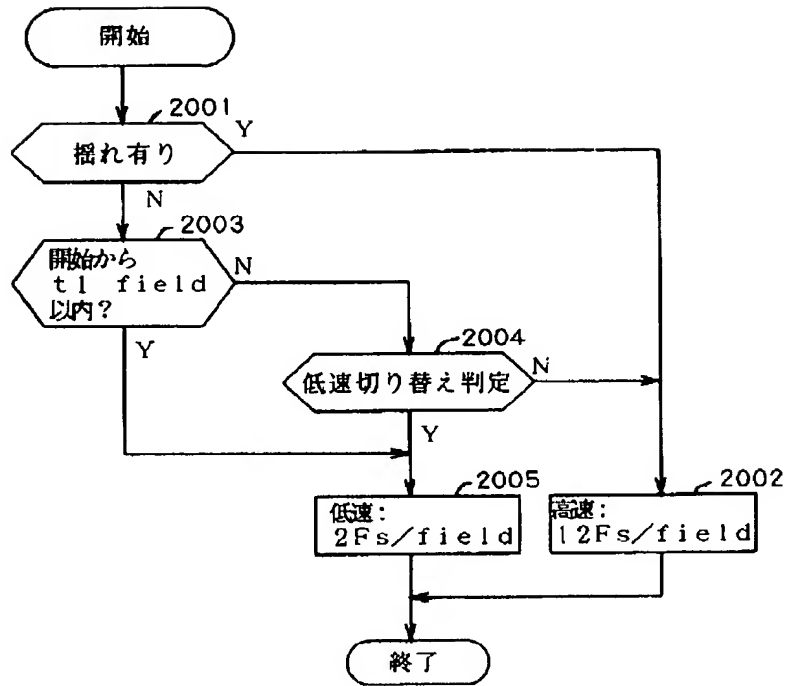 開始
2001
Y
揺れ有り
N
2003
開始から
t1 field
以内?
N
Y
2004
低速切り替え判定
N
Y
2005
低速:
2Fs/field
2002
高速:
12Fs/field
終了